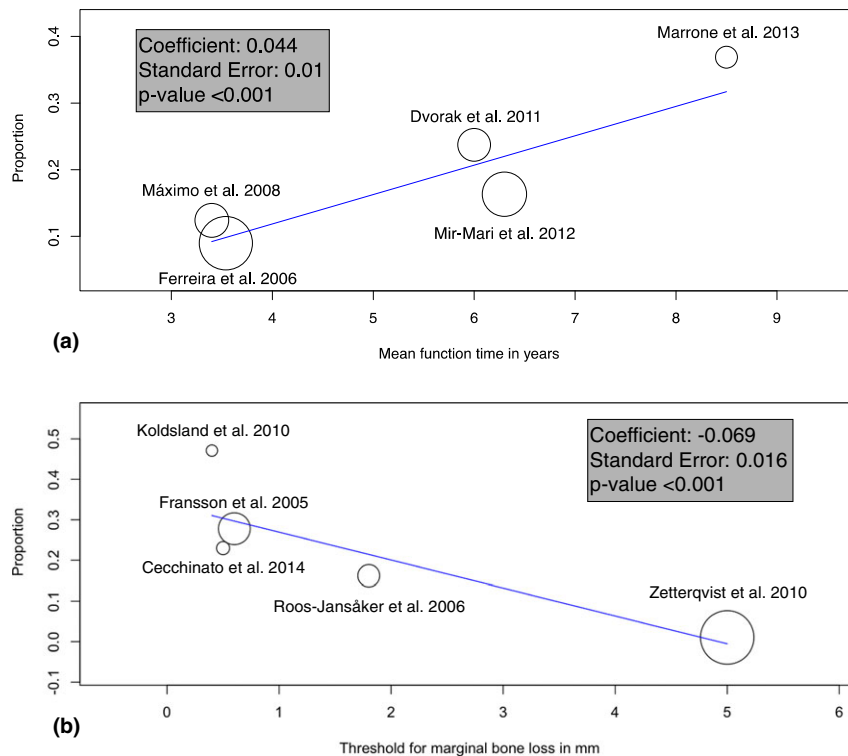 Coefficient: 0.044
Standard Error: 0.01
p-value <0.001
Marrone et al. 2013
Dvorak et al. 2011
Máximo et al. 2008
Mir-Mari et al. 2012
Ferreira et al. 2006
Proportion
0.4
0.3
0.2
0.1
3 4 5 6 7 8 9
(a)
Mean function time in years
Koldsland et al. 2010
Coefficient: -0.069
Standard Error: 0.016
p-value <0.001
Fransson et al. 2005
Cecchinato et al. 2014
Roos-Jansåker et al. 2006
Zetterqvist et al. 2010
Proportion
0.5
0.4
0.3
0.2
0.1
0.0
-0.1
0 1 2 3 4 5 6
(b)
Threshold for marginal bone loss in mm